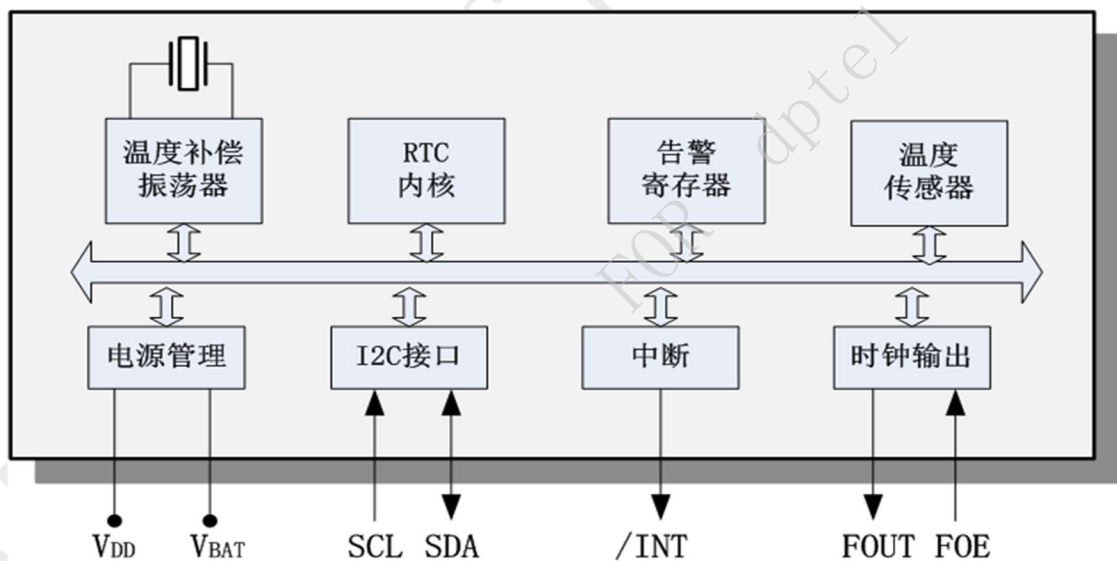 温度补偿
振荡器
RTC
内核
告警
寄存器
温度
传感器
电源管理
I2C接口
中断
时钟输出
VDD
VBAT
SCL
SDA
/INT
FOUT
FOE
FOR dptel